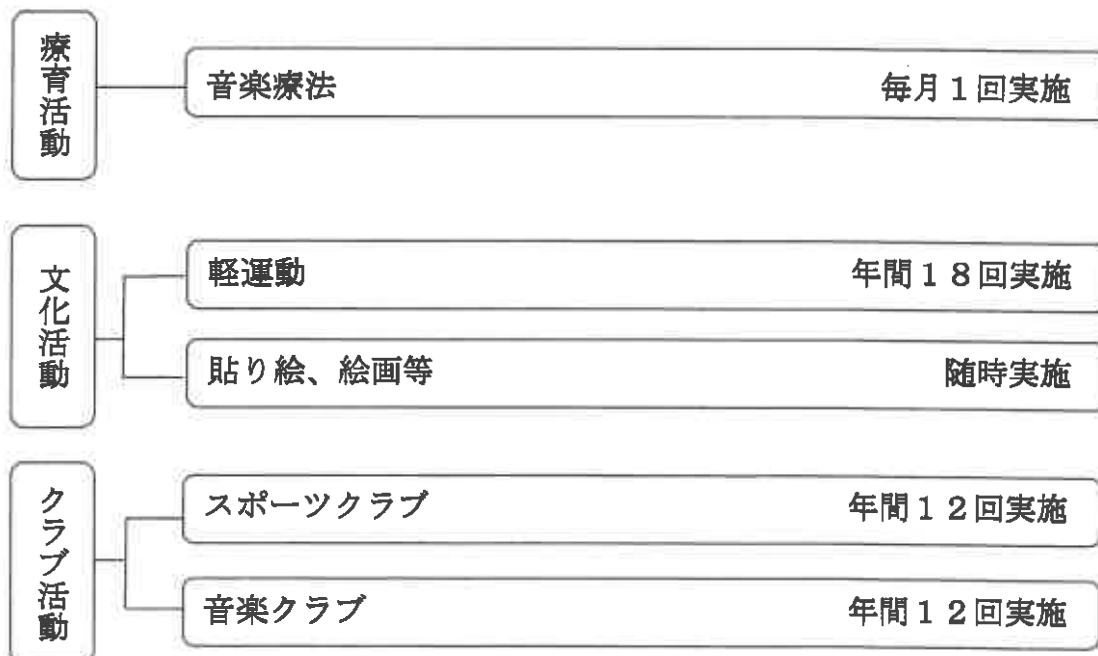 療育活動
音楽療法 毎月1回実施
文化活動
軽運動 年間18回実施
貼り絵、絵画等 随時実施
クラブ活動
スポーツクラブ 年間12回実施
音楽クラブ 年間12回実施